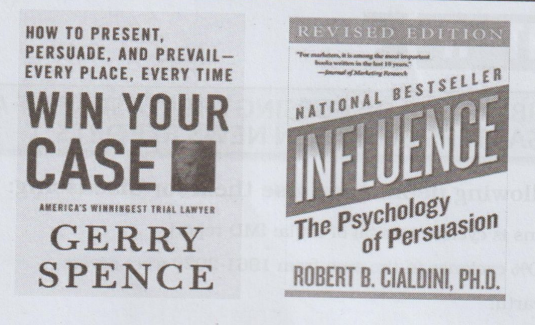 HOW TO PRESENT,
PERSUADE, AND PREVAIL—
EVERY PLACE, EVERY TIME
WIN YOUR
CASE
AMERICA'S WINNINGEST TRIAL LAWYER
GERRY
SPENCE
REVISED EDITION
"For marketers, it is among the most important
books written in the last 10 years."
—Journal of Marketing Research
NATIONAL BESTSELLER
INFLUENCE
The Psychology
of Persuasion
ROBERT B. CIALDINI, PH.D.